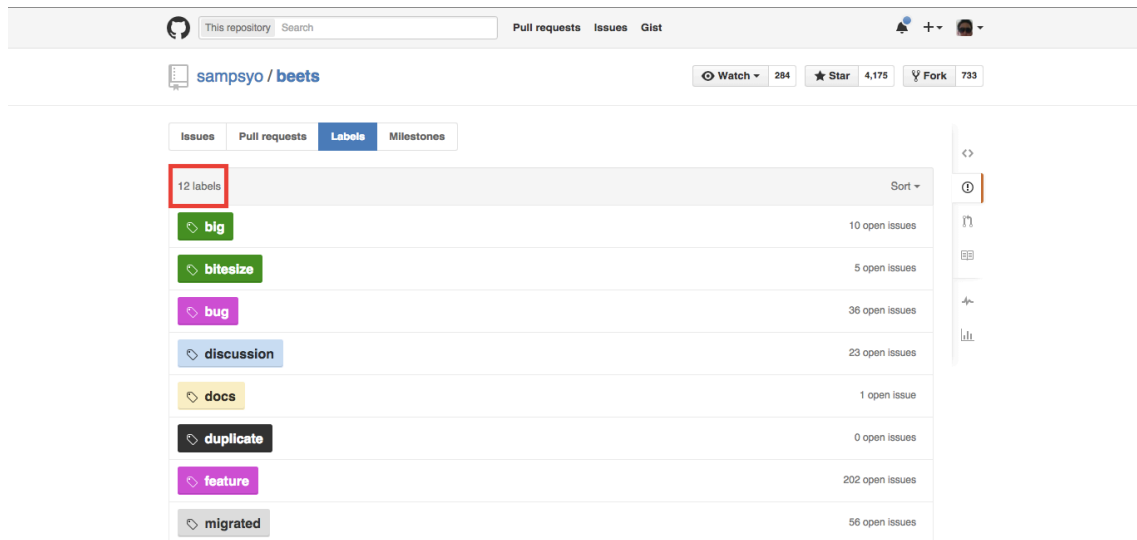 This repository Search Pull requests Issues Gist
sampsyo / beets Watch 284 Star 4,175 Fork 733
Issues Pull requests Labels Milestones
12 labels Sort
big 10 open issues
bitesize 5 open issues
bug 36 open issues
discussion 23 open issues
docs 1 open issue
duplicate 0 open issues
feature 202 open issues
migrated 56 open issues